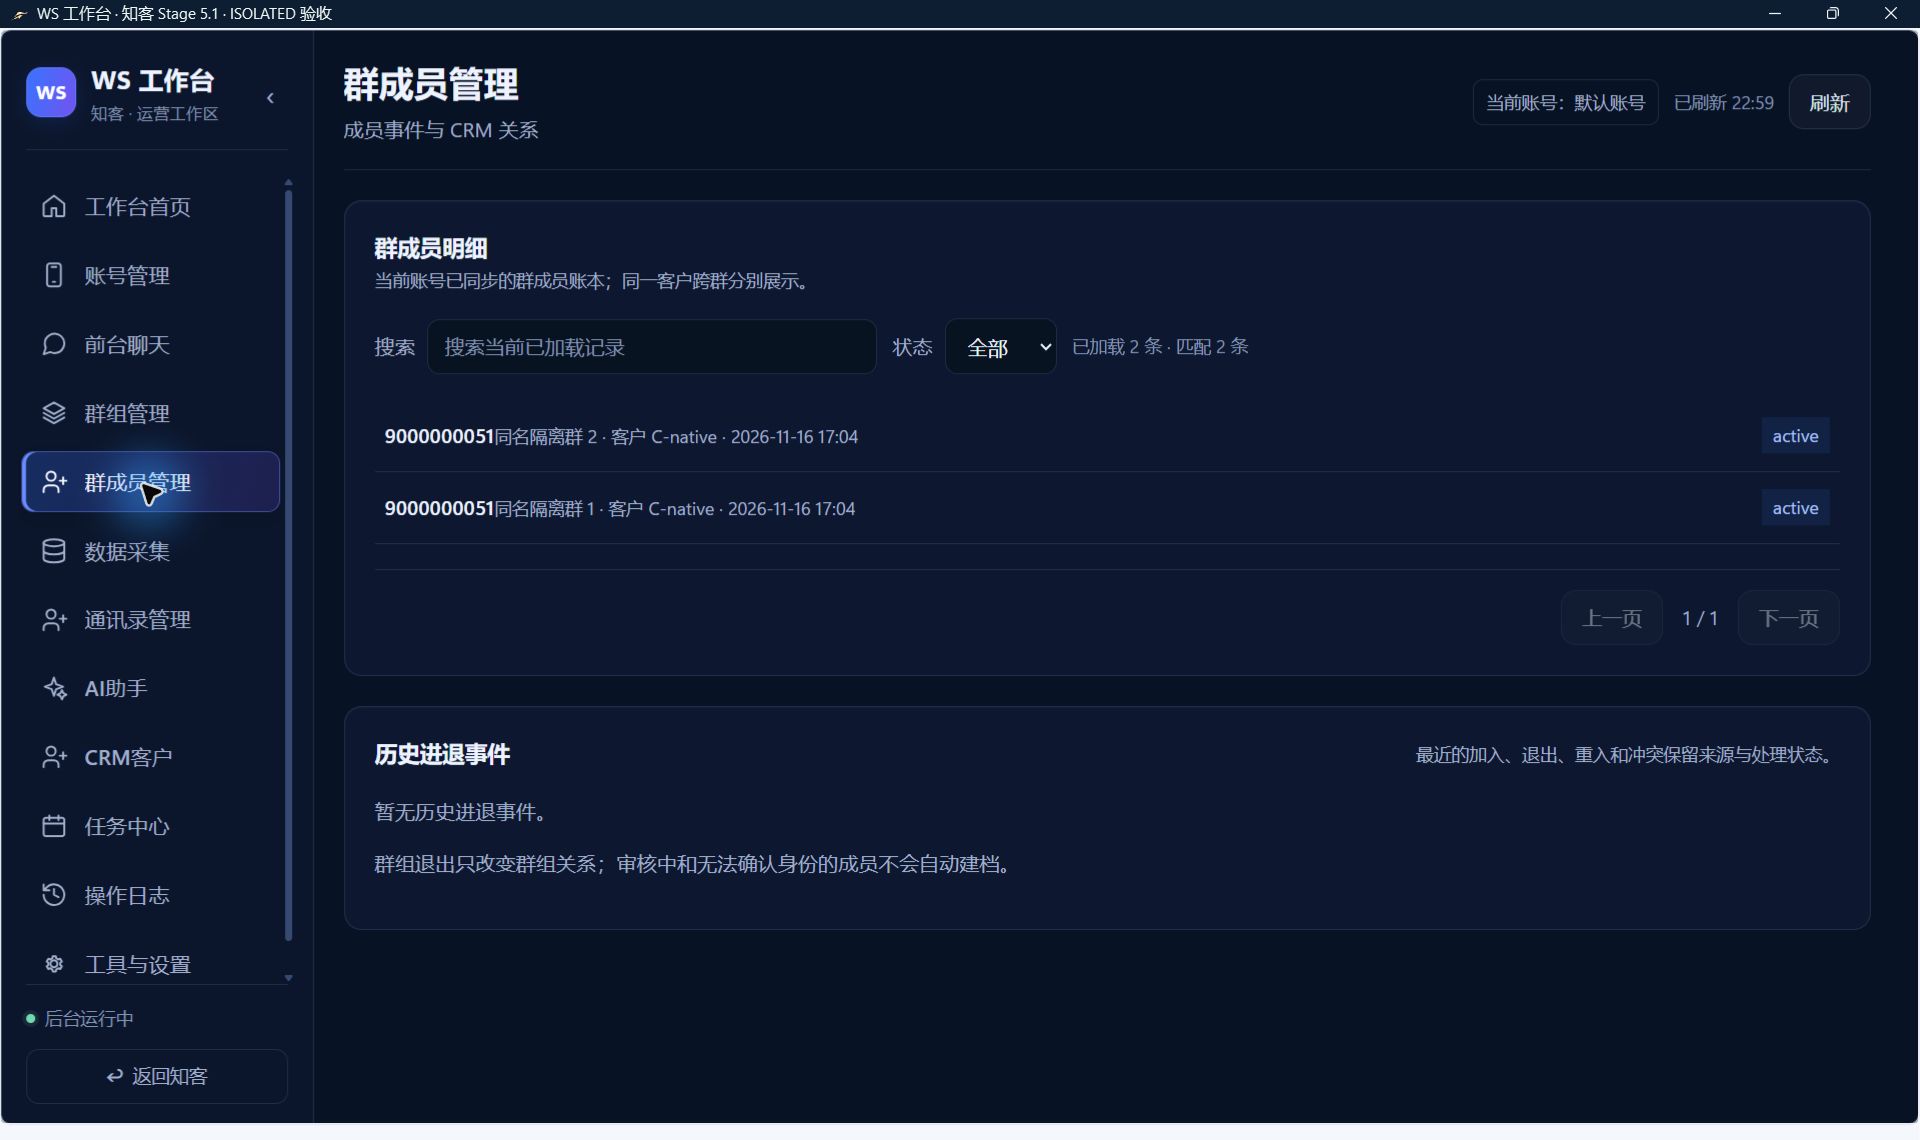 WS 工作台 · 知客 Stage 5.1 · ISOLATED 验收
WS
WS 工作台
知客 · 运营工作区
工作台首页
账号管理
前台聊天
群组管理
群成员管理
数据采集
通讯录管理
AI助手
CRM客户
任务中心
操作日志
工具与设置
后台运行中
返回知客
群成员管理
成员事件与 CRM 关系
当前账号：默认账号
已刷新 22:59
刷新
群成员明细
当前账号已同步的群成员账本；同一客户跨群分别展示。
搜索
搜索当前已加载记录
状态
全部
已加载 2 条 · 匹配 2 条
9000000051同名隔离群 2 · 客户 C-native · 2026-11-16 17:04
active
9000000051同名隔离群 1 · 客户 C-native · 2026-11-16 17:04
active
上一页
1 / 1
下一页
历史进退事件
最近的加入、退出、重入和冲突保留来源与处理状态。
暂无历史进退事件。
群组退出只改变群组关系；审核中和无法确认身份的成员不会自动建档。